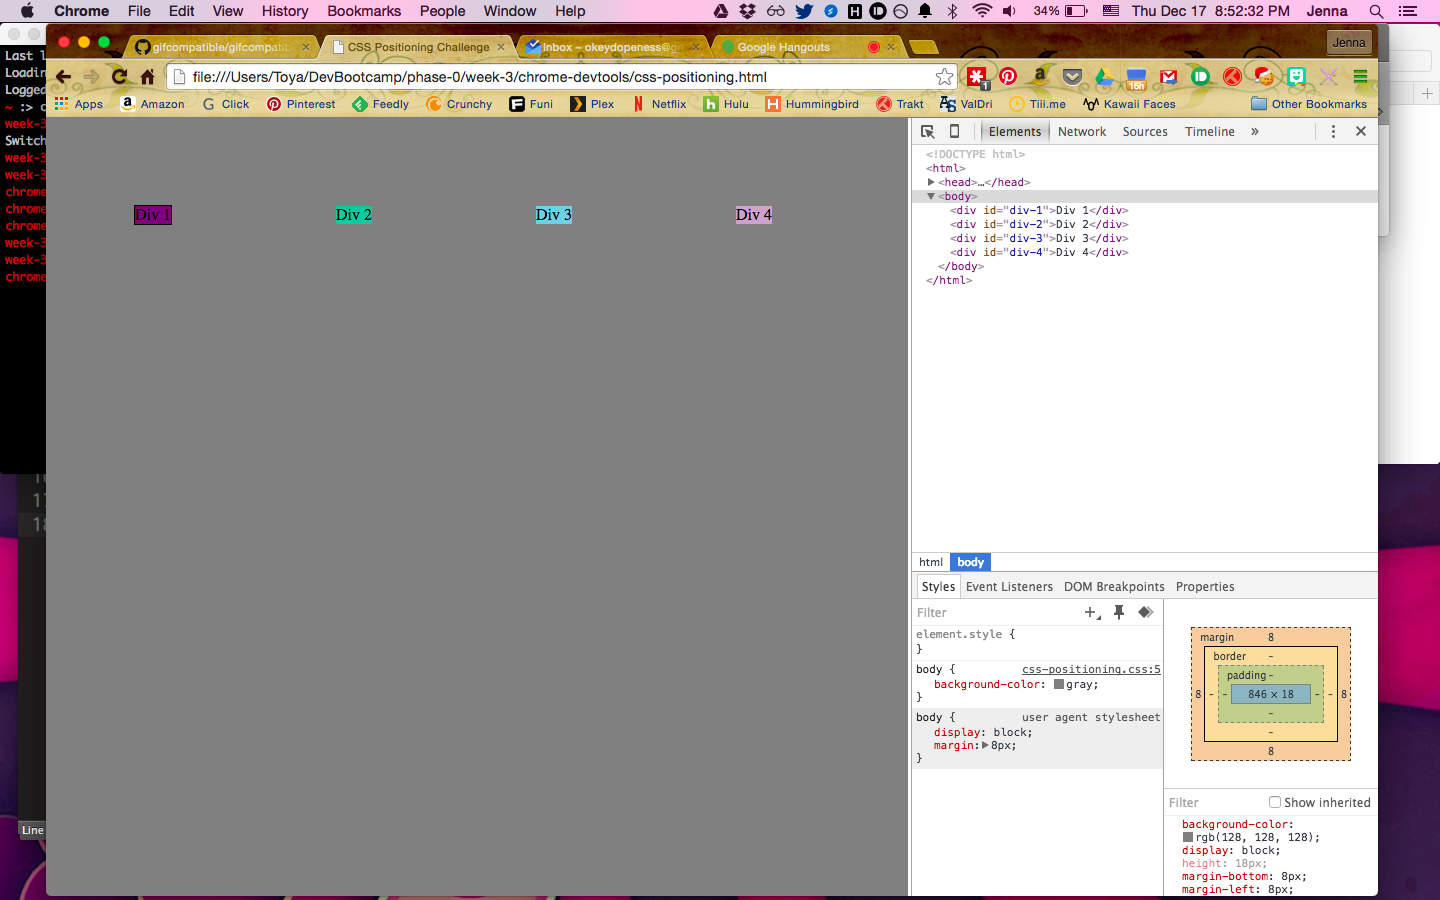 Chrome File Edit View History Bookmarks People Window Help 34% Thu Dec 17 8:52:32 PM Jenna
gifcompatible/gifcompatib CSS Positioning Challenge Inbox – okeydopeness@gm Google Hangouts Jenna
file:///Users/Toya/DevBootcamp/phase-0/week-3/chrome-devtools/css-positioning.html
Apps Amazon Click Pinterest Feedly Crunchy Funi Plex Netflix Hulu Hummingbird Trakt ValDri Tiii.me Kawaii Faces Other Bookmarks
Last l
Loadin
Logged
~ :> c
week-3
Switch
week-3
week-3
chrome
chrome
chrome
week-3
week-3
chrome
17
18
Line
Div 1 Div 2 Div 3 Div 4
Elements Network Sources Timeline »
<!DOCTYPE html>
<html>
<head>…</head>
<body>
<div id="div-1">Div 1</div>
<div id="div-2">Div 2</div>
<div id="div-3">Div 3</div>
<div id="div-4">Div 4</div>
</body>
</html>
html body
Styles Event Listeners DOM Breakpoints Properties
Filter
element.style {
}
body { css-positioning.css:5
background-color: gray;
}
body { user agent stylesheet
display: block;
margin: 8px;
}
margin 8
border -
padding -
8 - - 846 × 18 - - 8
-
-
8
Filter Show inherited
background-color:
rgb(128, 128, 128);
display: block;
height: 18px;
margin-bottom: 8px;
margin-left: 8px;